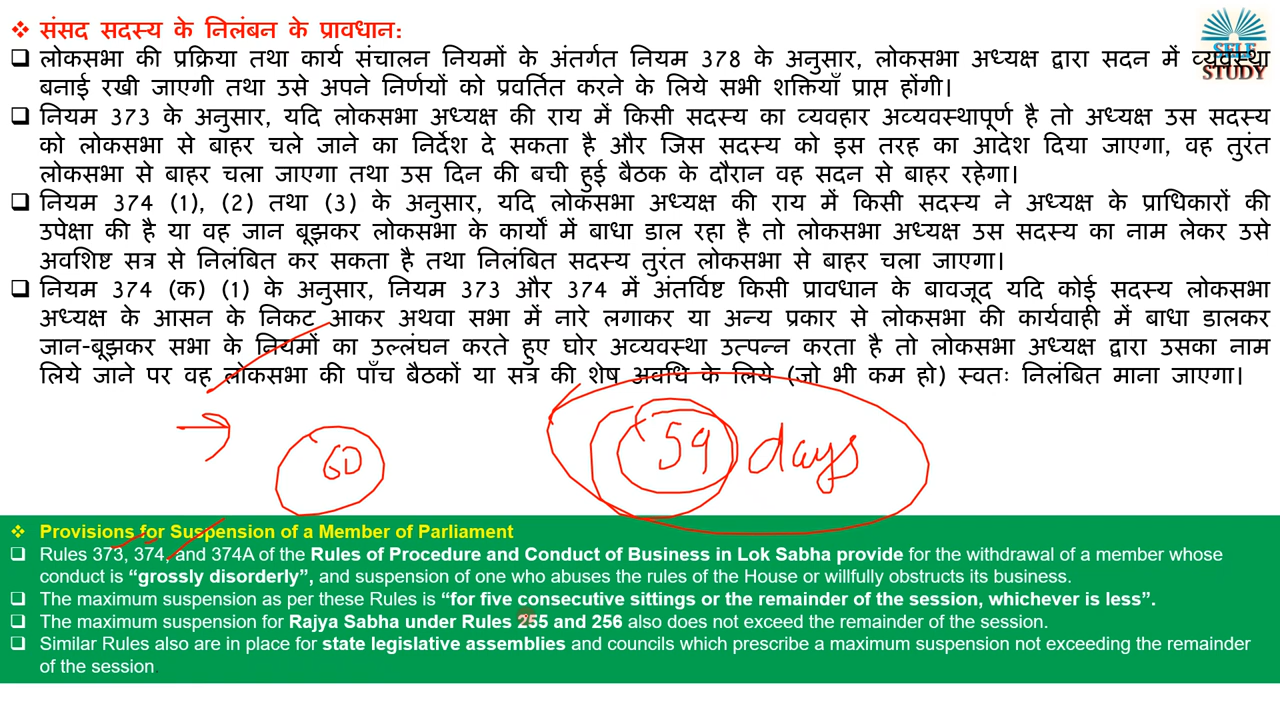 ❖ संसद सदस्य के निलंबन के प्रावधान:
SELF
STUDY
❑ लोकसभा की प्रक्रिया तथा कार्य संचालन नियमों के अंतर्गत नियम 378 के अनुसार, लोकसभा अध्यक्ष द्वारा सदन में व्यवस्था
बनाई रखी जाएगी तथा उसे अपने निर्णयों को प्रवर्तित करने के लिये सभी शक्तियाँ प्राप्त होंगी।
❑ नियम 373 के अनुसार, यदि लोकसभा अध्यक्ष की राय में किसी सदस्य का व्यवहार अव्यवस्थापूर्ण है तो अध्यक्ष उस सदस्य
को लोकसभा से बाहर चले जाने का निर्देश दे सकता है और जिस सदस्य को इस तरह का आदेश दिया जाएगा, वह तुरंत
लोकसभा से बाहर चला जाएगा तथा उस दिन की बची हुई बैठक के दौरान वह सदन से बाहर रहेगा।
❑ नियम 374 (1), (2) तथा (3) के अनुसार, यदि लोकसभा अध्यक्ष की राय में किसी सदस्य ने अध्यक्ष के प्राधिकारों की
उपेक्षा की है या वह जान बूझकर लोकसभा के कार्यों में बाधा डाल रहा है तो लोकसभा अध्यक्ष उस सदस्य का नाम लेकर उसे
अवशिष्ट सत्र से निलंबित कर सकता है तथा निलंबित सदस्य तुरंत लोकसभा से बाहर चला जाएगा।
❑ नियम 374 (क) (1) के अनुसार, नियम 373 और 374 में अंतर्विष्ट किसी प्रावधान के बावजूद यदि कोई सदस्य लोकसभा
अध्यक्ष के आसन के निकट आकर अथवा सभा में नारे लगाकर या अन्य प्रकार से लोकसभा की कार्यवाही में बाधा डालकर
जान-बूझकर सभा के नियमों का उल्लंघन करते हुए घोर अव्यवस्था उत्पन्न करता है तो लोकसभा अध्यक्ष द्वारा उसका नाम
लिये जाने पर वह लोकसभा की पाँच बैठकों या सत्र की शेष अवधि के लिये (जो भी कम हो) स्वतः निलंबित माना जाएगा।
60 59 days
❖ Provisions for Suspension of a Member of Parliament
❑ Rules 373, 374, and 374A of the Rules of Procedure and Conduct of Business in Lok Sabha provide for the withdrawal of a member whose
conduct is “grossly disorderly”, and suspension of one who abuses the rules of the House or willfully obstructs its business.
❑ The maximum suspension as per these Rules is “for five consecutive sittings or the remainder of the session, whichever is less”.
❑ The maximum suspension for Rajya Sabha under Rules 255 and 256 also does not exceed the remainder of the session.
❑ Similar Rules also are in place for state legislative assemblies and councils which prescribe a maximum suspension not exceeding the remainder
of the session.